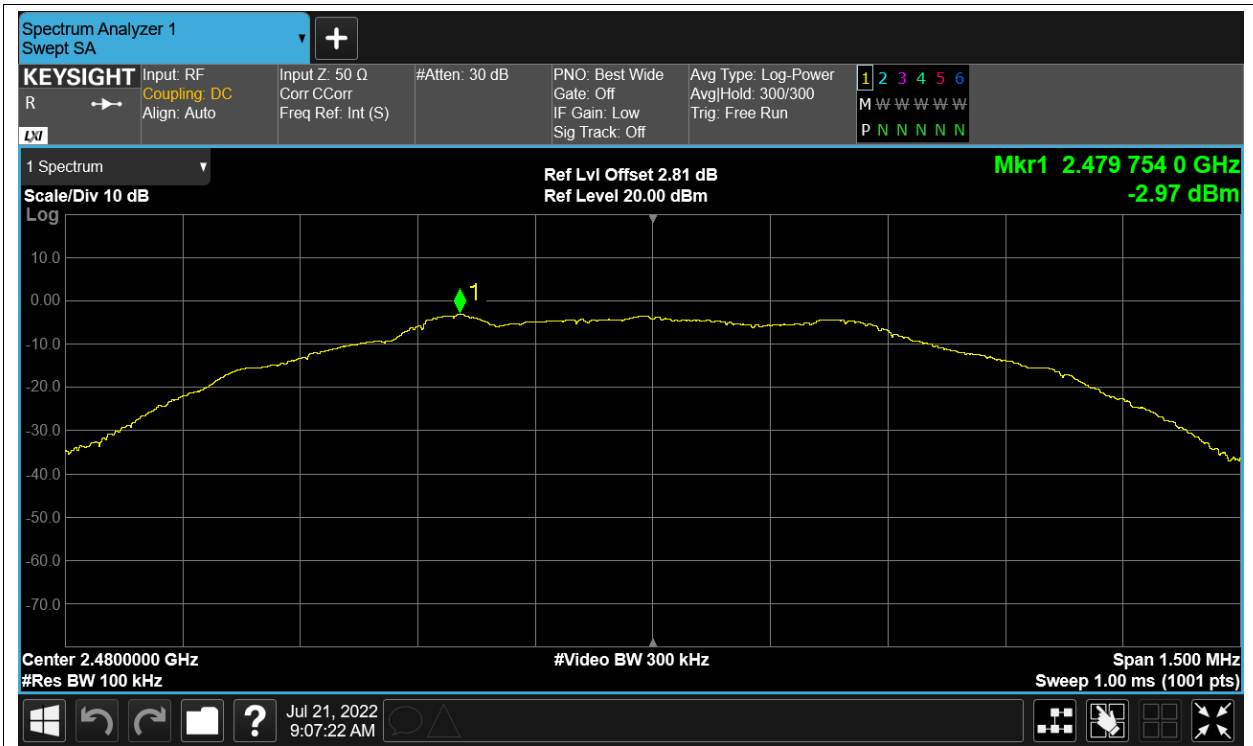 Spectrum Analyzer 1
Swept SA
KEYSIGHT
R
LXI
Input: RF
Coupling: DC
Align: Auto
Input Z: 50 Ω
Corr CCorr
Freq Ref: Int (S)
#Atten: 30 dB
PNO: Best Wide
Gate: Off
IF Gain: Low
Sig Track: Off
Avg Type: Log-Power
Avg|Hold: 300/300
Trig: Free Run
1 2 3 4 5 6
M W W W W W W
P N N N N N N
1 Spectrum
Scale/Div 10 dB
Log
Ref Lvl Offset 2.81 dB
Ref Level 20.00 dBm
Mkr1 2.479 754 0 GHz
-2.97 dBm
1
10.0
0.00
-10.0
-20.0
-30.0
-40.0
-50.0
-60.0
-70.0
Center 2.4800000 GHz
#Res BW 100 kHz
#Video BW 300 kHz
Span 1.500 MHz
Sweep 1.00 ms (1001 pts)
?
Jul 21, 2022
9:07:22 AM